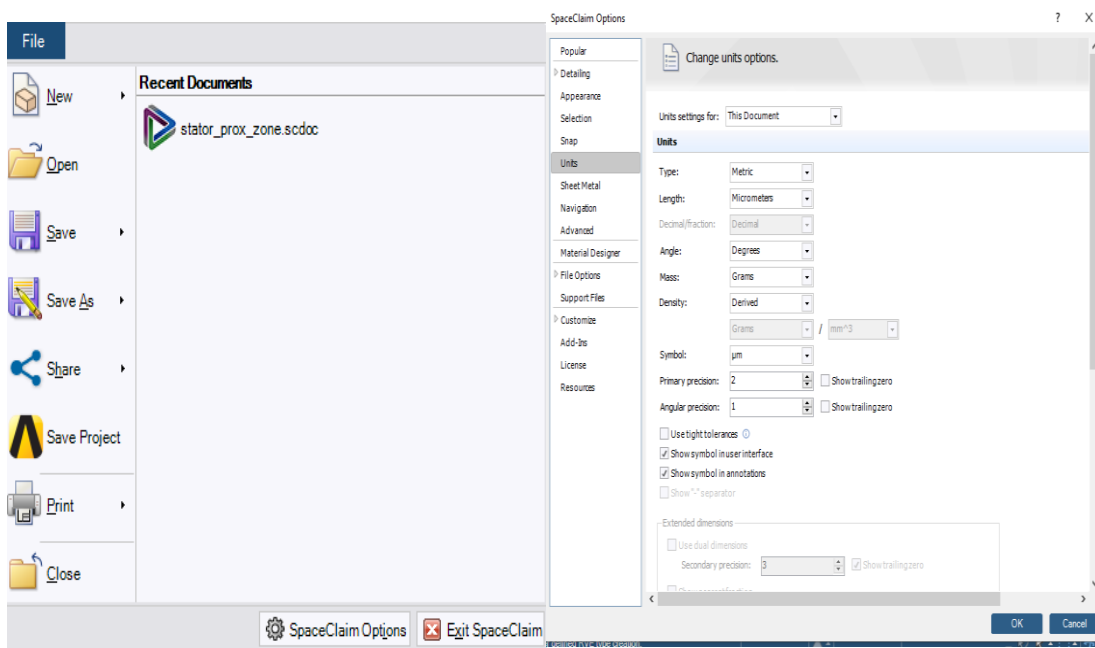 File
Recent Documents
New
stator_prox_zone.scdoc
Open
Save
Save As
Share
Save Project
Print
Close
SpaceClaim Options
Exit SpaceClaim
SpaceClaim Options
? X
Popular
Detailing
Appearance
Selection
Snap
Units
Sheet Metal
Navigation
Advanced
Material Designer
File Options
Support Files
Customize
Add-Ins
License
Resources
Change units options.
Units settings for: This Document
Units
Type: Metric
Length: Micrometers
Decimal/fraction: Decimal
Angle: Degrees
Mass: Grams
Density: Derived
Grams / mm^3
Symbol: µm
Primary precision: 2 Show trailing zero
Angular precision: 1 Show trailing zero
Use tight tolerances
Show symbol in user interface
Show symbol in annotations
Show "-" separator
Extended dimensions
Use dual dimensions
Secondary precision: 3 Show trailing zero
OK Cancel